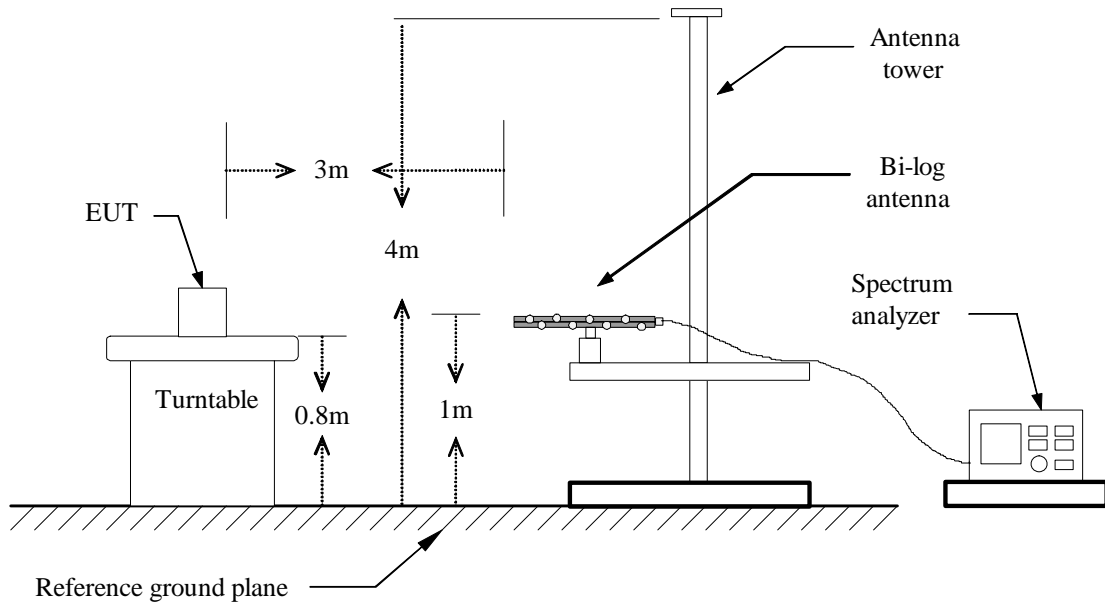 Antenna
tower
3m
Bi-log
antenna
EUT
4m
Spectrum
analyzer
Turntable
0.8m
1m
Reference ground plane